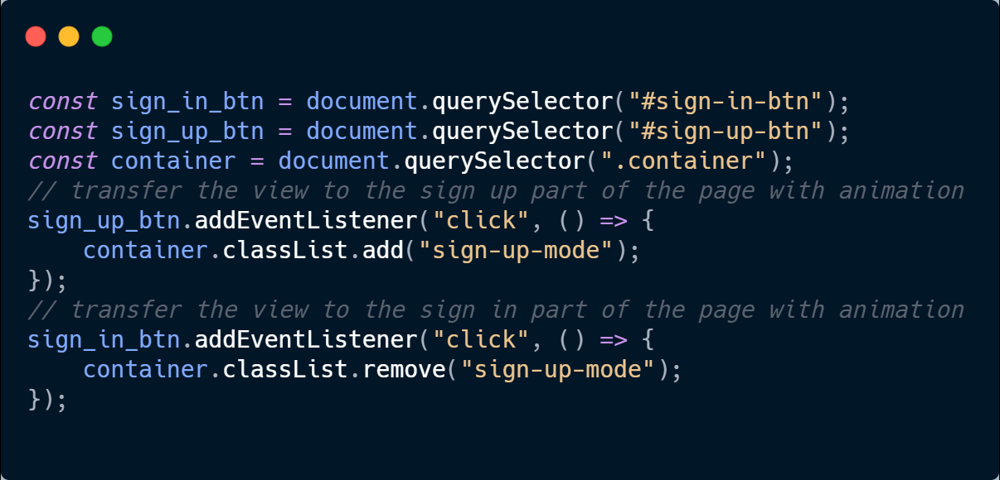 const sign_in_btn = document.querySelector("#sign-in-btn");
const sign_up_btn = document.querySelector("#sign-up-btn");
const container = document.querySelector(".container");
// transfer the view to the sign up part of the page with animation
sign_up_btn.addEventListener("click", () => {
    container.classList.add("sign-up-mode");
});
// transfer the view to the sign in part of the page with animation
sign_in_btn.addEventListener("click", () => {
    container.classList.remove("sign-up-mode");
});